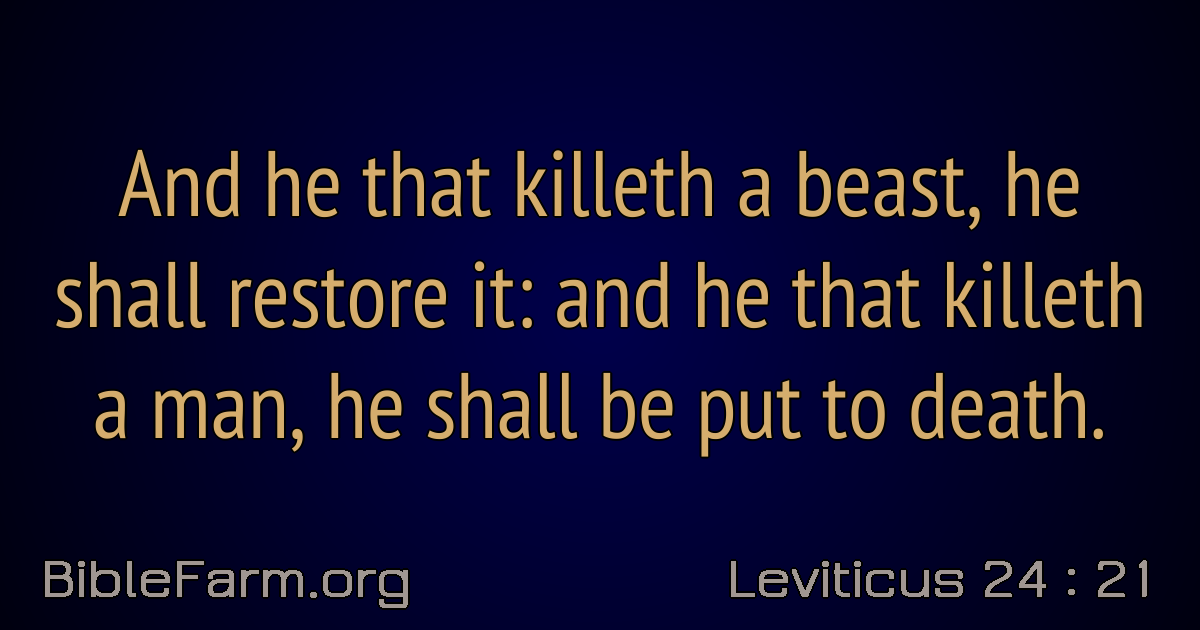 And he that killeth a beast, he
shall restore it: and he that killeth
a man, he shall be put to death.
BibleFarm.org
Leviticus 24 : 21